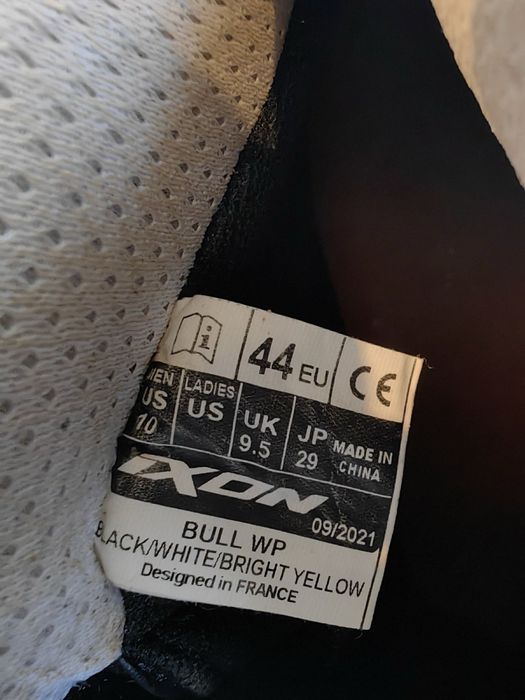 i
44 EU
CE
MEN US 10
LADIES US
UK 9.5
JP 29
MADE IN CHINA
IXON
09/2021
BULL WP
BLACK/WHITE/BRIGHT YELLOW
Designed in FRANCE